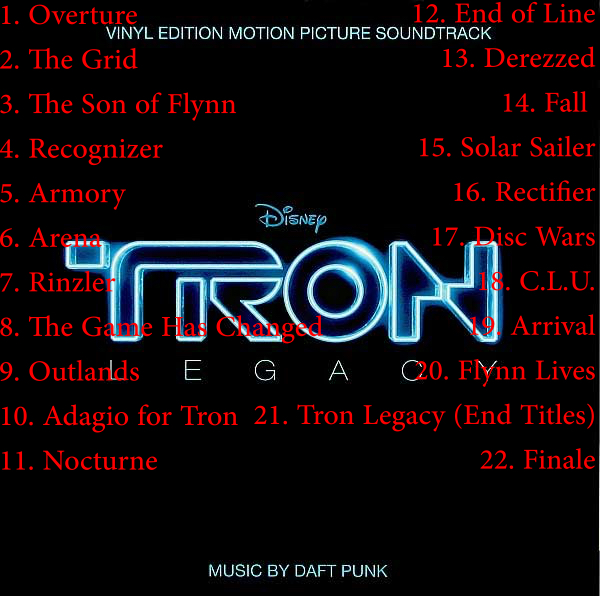 VINYL EDITION MOTION PICTURE SOUNDTRACK
1. Overture
2. The Grid
3. The Son of Flynn
4. Recognizer
5. Armory
6. Arena
7. Rinzler
8. The Game Has Changed
9. Outlands
10. Adagio for Tron
11. Nocturne
12. End of Line
13. Derezzed
14. Fall
15. Solar Sailer
16. Rectifier
17. Disc Wars
18. C.L.U.
19. Arrival
20. Flynn Lives
21. Tron Legacy (End Titles)
22. Finale
DISNEY
TRON
LEGACY
MUSIC BY DAFT PUNK